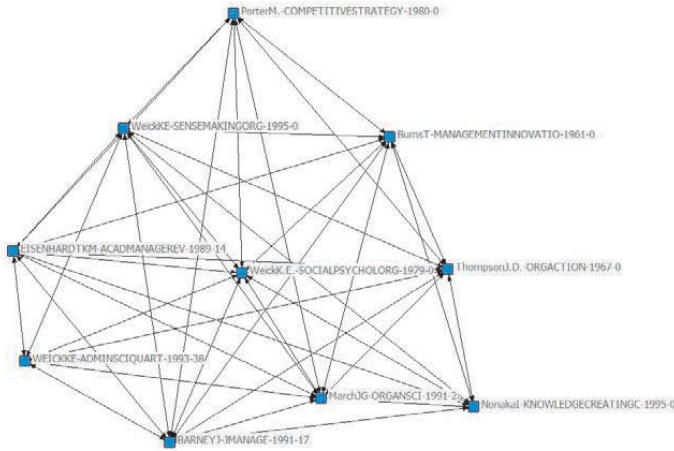 PorterM.-COMPETITIVESTRATEGY-1980-0
WeickKE-SENSEMAKINGORG-1995-0
BurnsT-MANAGEMENTINNOVATIO-1961-0
EISENHARDTKM-ACADMANAGEREV-1989-14
WeickK.E.-SOCIALPSYCHOLORG-1979-0
ThompsonJ.D.-ORGACTION-1967-0
WEICKKE-ADMINSCIQUART-1993-38
MarchJG-ORGANSCI-1991-2
NonakaI-KNOWLEDGECREATINGC-1995-0
BARNEYJ-JMANAGE-1991-17